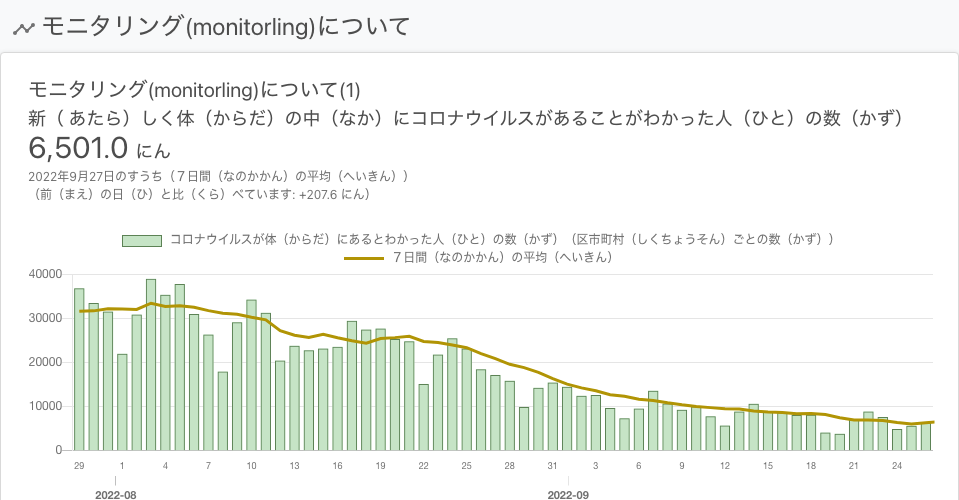 モニタリング(monitorling)について
モニタリング(monitorling)について(1)
新（ あたら）しく体（からだ）の中（なか）にコロナウイルスがあることがわかった人（ひと）の数（かず）
6,501.0 にん
2022年9月27日のすうち（７日間（なのかかん）の平均（へいきん））
（前（まえ）の日（ひ）と比（くら）べています: +207.6 にん）
コロナウイルスが体（からだ）にあるとわかった人（ひと）の数（かず）（区市町村（しくちょうそん）ごとの数（かず））
７日間（なのかかん）の平均（へいきん）
40000
30000
20000
10000
0
29 1 4 7 10 13 16 19 22 25 28 31 3 6 9 12 15 18 21 24
2022-08 2022-09